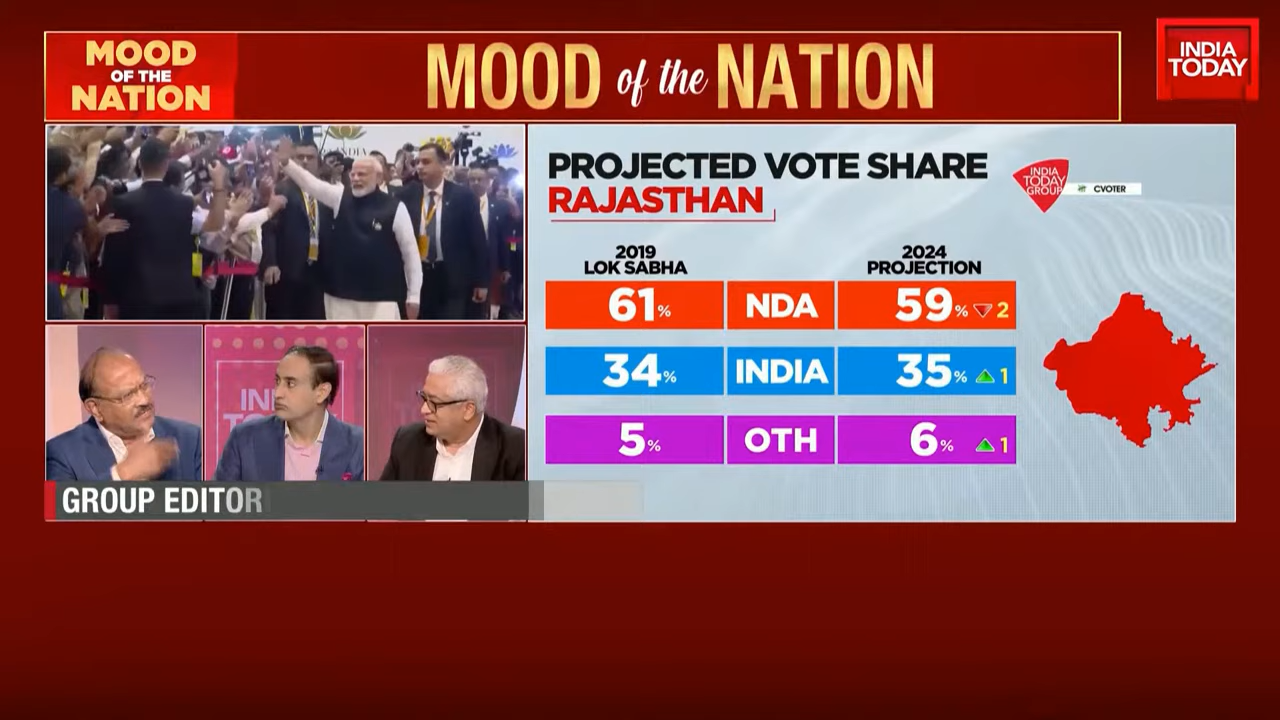 MOOD
OF THE
NATION
MOOD of the NATION
INDIA
TODAY
PROJECTED VOTE SHARE
RAJASTHAN
INDIA
TODAY
GROUP
CVOTER
2019
LOK SABHA
2024
PROJECTION
61% NDA 59% 2
34% INDIA 35% 1
5% OTH 6% 1
GROUP EDITOR